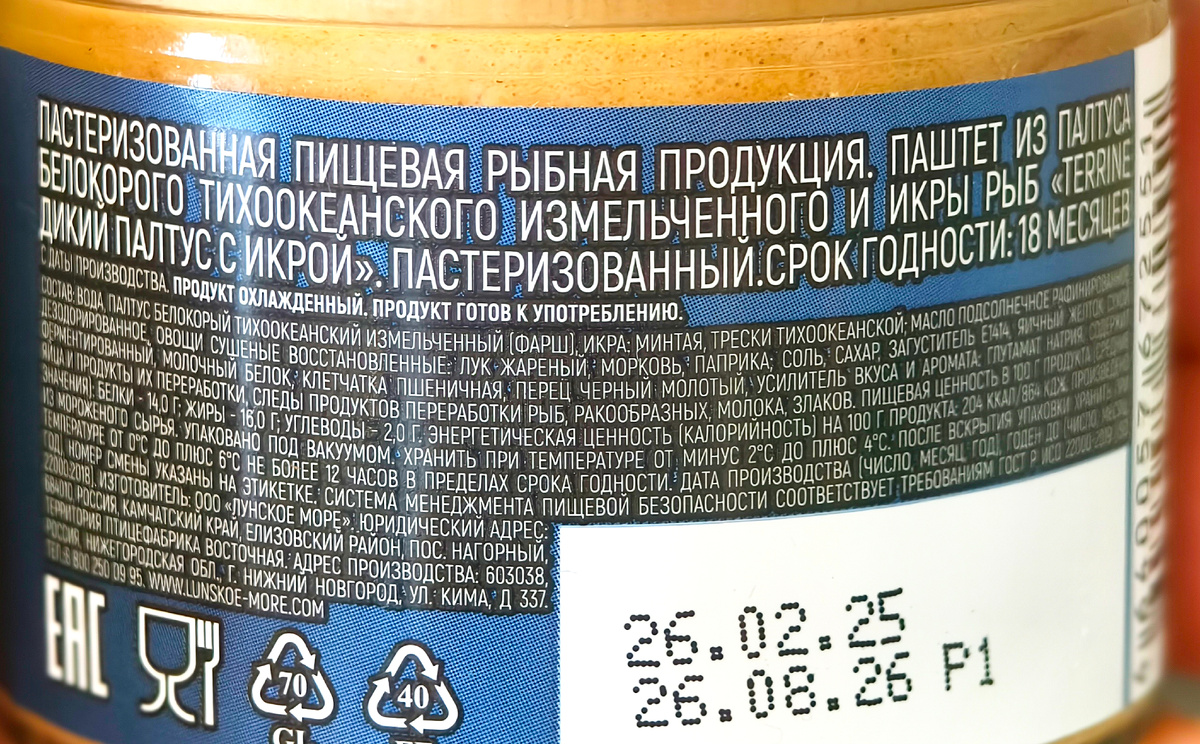 ПАСТЕРИЗОВАННАЯ ПИЩЕВАЯ РЫБНАЯ ПРОДУКЦИЯ. ПАШТЕТ ИЗ ПАЛТУСА
БЕЛОКОРОГО ТИХООКЕАНСКОГО ИЗМЕЛЬЧЕННОГО И ИКРЫ РЫБ «TERRINE
ДИКИЙ ПАЛТУС С ИКРОЙ». ПАСТЕРИЗОВАННЫЙ.СРОК ГОДНОСТИ: 18 МЕСЯЦЕВ
С ДАТЫ ПРОИЗВОДСТВА. ПРОДУКТ ОХЛАЖДЕННЫЙ. ПРОДУКТ ГОТОВ К УПОТРЕБЛЕНИЮ.
СОСТАВ: ВОДА, ПАЛТУС БЕЛОКОРЫЙ ТИХООКЕАНСКИЙ ИЗМЕЛЬЧЕННЫЙ (ФАРШ), ИКРА: МИНТАЯ, ТРЕСКИ ТИХООКЕАНСКОЙ; МАСЛО ПОДСОЛНЕЧНОЕ РАФИНИРОВАННОЕ
ДЕЗОДОРИРОВАННОЕ, ОВОЩИ СУШЕНЫЕ ВОССТАНОВЛЕННЫЕ: ЛУК ЖАРЕНЫЙ, МОРКОВЬ, ПАПРИКА; СОЛЬ, САХАР, ЗАГУСТИТЕЛЬ Е1414, ЯИЧНЫЙ ЖЕЛТОК СУХОЙ
ФЕРМЕНТИРОВАННЫЙ, МОЛОЧНЫЙ БЕЛОК, КЛЕТЧАТКА ПШЕНИЧНАЯ, ПЕРЕЦ ЧЕРНЫЙ МОЛОТЫЙ, УСИЛИТЕЛЬ ВКУСА И АРОМАТА: ГЛУТАМАТ НАТРИЯ.
ЯЙЦА И ПРОДУКТЫ ИХ ПЕРЕРАБОТКИ, СЛЕДЫ ПРОДУКТОВ ПЕРЕРАБОТКИ РЫБ, РАКООБРАЗНЫХ, МОЛОКА, ЗЛАКОВ. ПИЩЕВАЯ ЦЕННОСТЬ В 100 Г ПРОДУКТА (СРЕДНИЕ
ЗНАЧЕНИЯ): БЕЛКИ - 14,0 Г; ЖИРЫ - 16,0 Г; УГЛЕВОДЫ - 2,0 Г. ЭНЕРГЕТИЧЕСКАЯ ЦЕННОСТЬ (КАЛОРИЙНОСТЬ) НА 100 Г ПРОДУКТА: 204 ККАЛ/864 КДЖ. ПРОИЗВЕДЕНО
ИЗ МОРОЖЕНОГО СЫРЬЯ. УПАКОВАНО ПОД ВАКУУМОМ. ХРАНИТЬ ПРИ ТЕМПЕРАТУРЕ ОТ МИНУС 2°С ДО ПЛЮС 4°С. ПОСЛЕ ВСКРЫТИЯ УПАКОВКИ ХРАНИТЬ ПРИ
ТЕМПЕРАТУРЕ ОТ 0°С ДО ПЛЮС 6°С НЕ БОЛЕЕ 12 ЧАСОВ В ПРЕДЕЛАХ СРОКА ГОДНОСТИ. ДАТА ПРОИЗВОДСТВА (ЧИСЛО, МЕСЯЦ, ГОД), ГОДЕН ДО (ЧИСЛО, МЕСЯЦ,
ГОД), НОМЕР СМЕНЫ УКАЗАНЫ НА ЭТИКЕТКЕ. СИСТЕМА МЕНЕДЖМЕНТА ПИЩЕВОЙ БЕЗОПАСНОСТИ СООТВЕТСТВУЕТ ТРЕБОВАНИЯМ ГОСТ Р ИСО 22000-2019 (ISO
22000:2018). ИЗГОТОВИТЕЛЬ: ООО «ЛУНСКОЕ МОРЕ». ЮРИДИЧЕСКИЙ АДРЕС:
РОССИЯ, КАМЧАТСКИЙ КРАЙ, ЕЛИЗОВСКИЙ РАЙОН, ПОС. НАГОРНЫЙ,
ТЕРРИТОРИЯ ПТИЦЕФАБРИКА ВОСТОЧНАЯ. АДРЕС ПРОИЗВОДСТВА: 603038,
РОССИЯ, НИЖЕГОРОДСКАЯ ОБЛ., Г. НИЖНИЙ НОВГОРОД, УЛ. КИМА, Д 337.
ТЕЛ.: 8 800 250 09 95. WWW.LUNSKOE-MORE.COM
EAC
70
40
26.02.25
26.08.26 P1